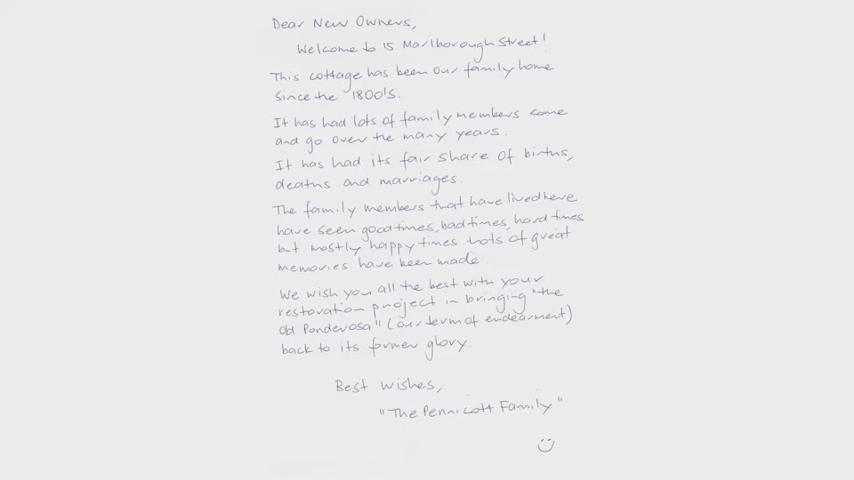 Dear New Owners,
Welcome to 15 Marlborough Street!
This cottage has been our family home
since the 1800's.
It has had lots of family members come
and go over the many years.
It has had its fair share of births,
deaths and marriages.
The family members that have lived here
have seen good times, bad times, hard times
but mostly happy times. Lots of great
memories have been made.
We wish you all the best with your
restoration project in bringing "the
old Ponderosa" (our term of endearment)
back to its former glory.
Best wishes,
"The Pennicott Family"